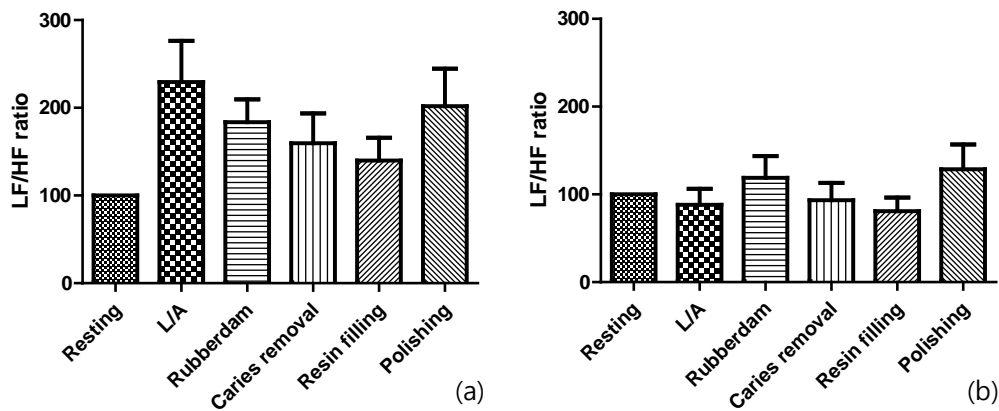 LF/HF ratio
300
200
100
0
Resting
L/A
Rubberdam
Caries removal
Resin filling
Polishing
(a)
LF/HF ratio
300
200
100
0
Resting
L/A
Rubberdam
Caries removal
Resin filling
Polishing
(b)